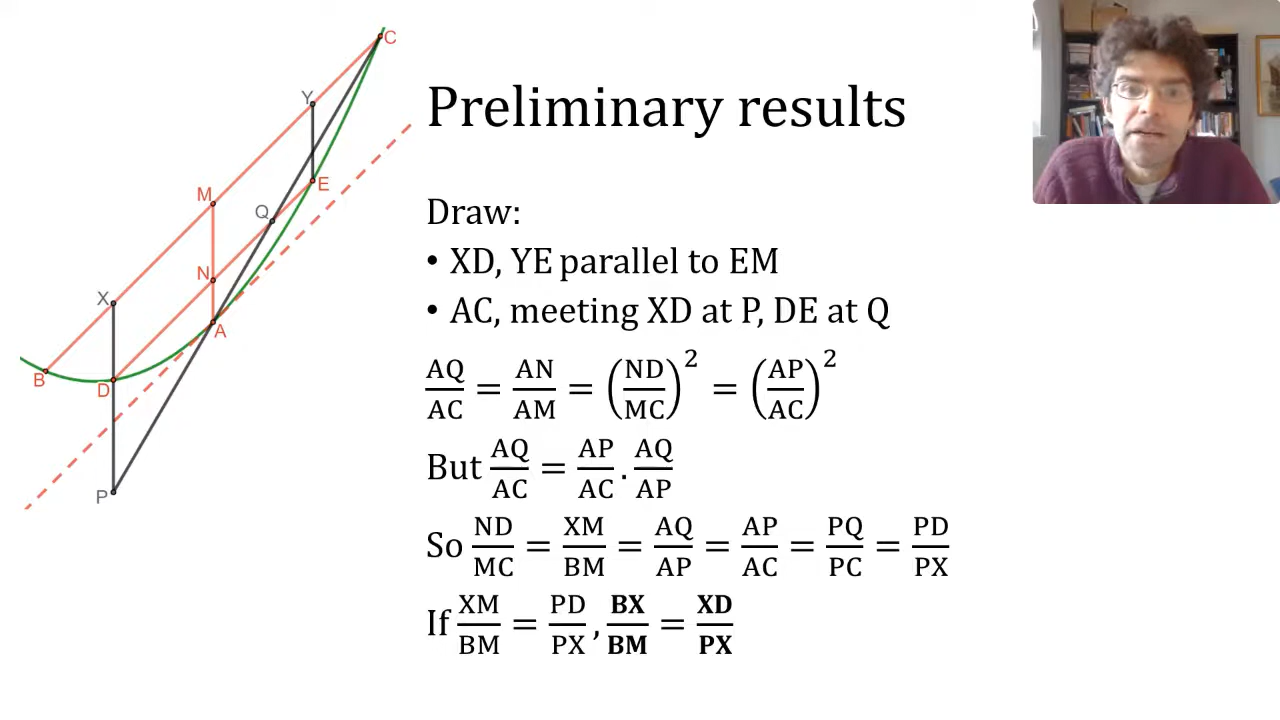 Preliminary results
Draw:
• XD, YE parallel to EM
• AC, meeting XD at P, DE at Q
AQ/AC = AN/AM = (ND/MC)² = (AP/AC)²
But AQ/AC = AP/AC . AQ/AP
So ND/MC = XM/BM = AQ/AP = AP/AC = PQ/PC = PD/PX
If XM/BM = PD/PX, BX/BM = XD/PX
C
Y
M
E
Q
N
X
A
B
D
P